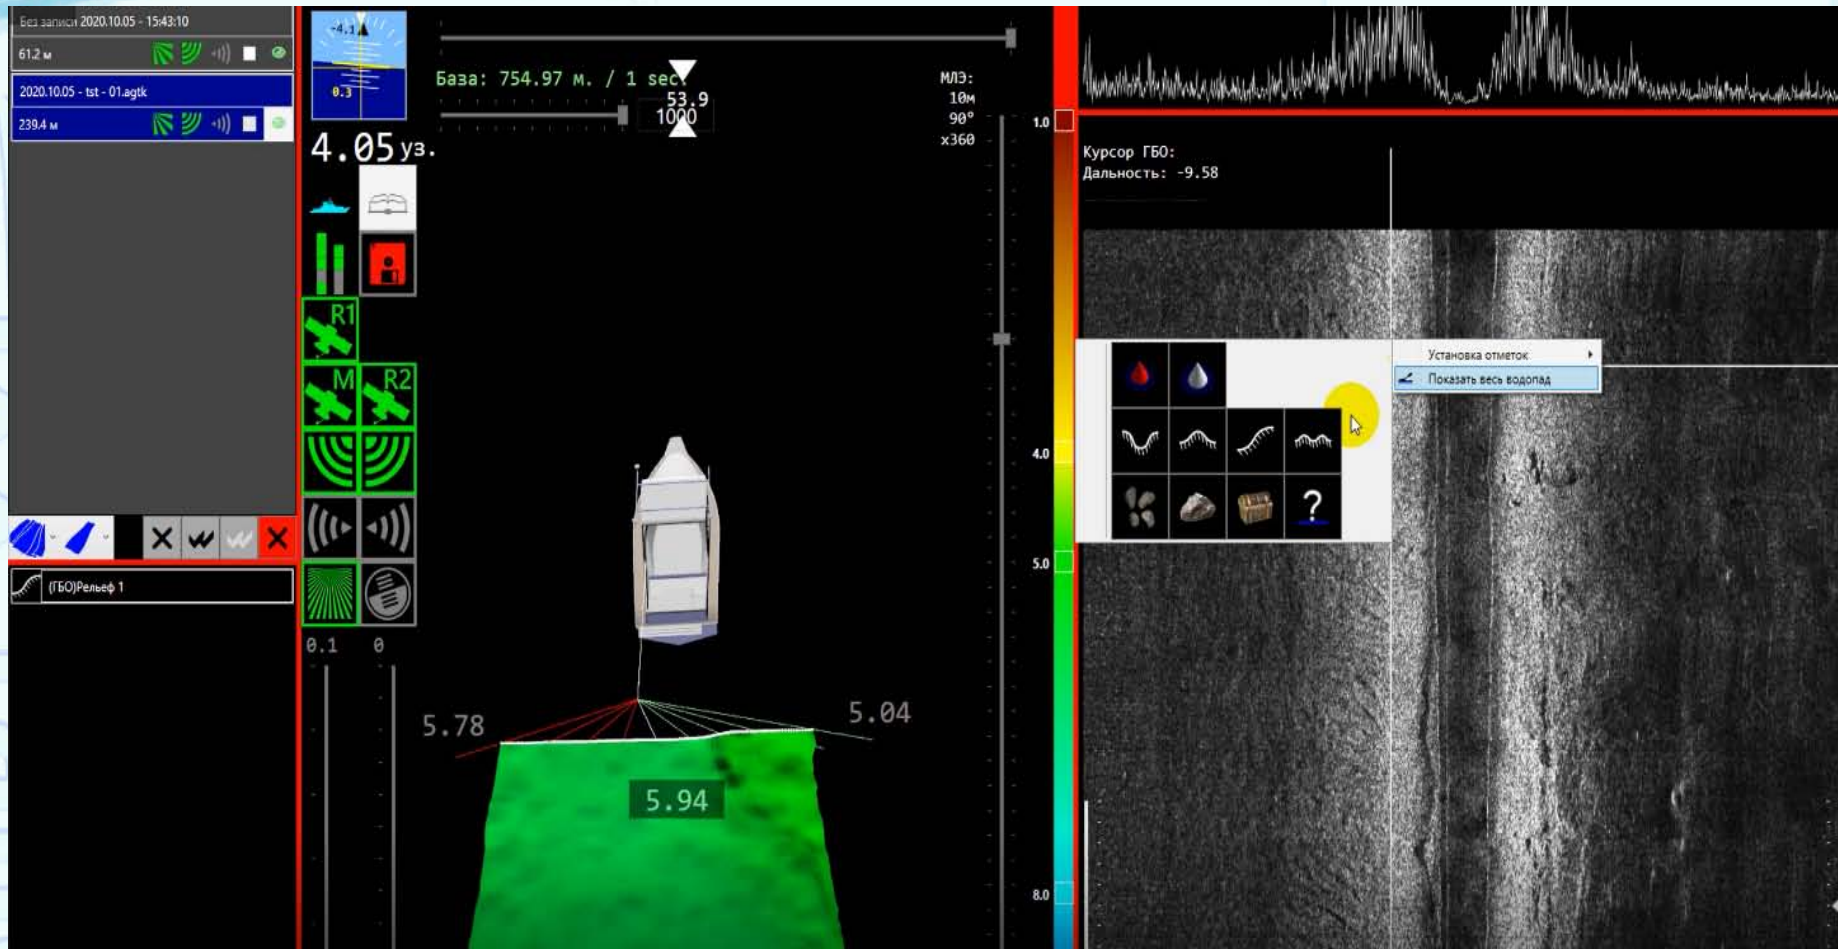 Без записи 2020.10.05 - 15:43:10
61.2 м
2020.10.05 - tst - 01.agtk
239.4 м
(ГБО)Рельеф 1
-4.1
0.3
4.05 уз.
R1
M
R2
0.1
0
База: 754.97 м. / 1 sec.
53.9
1000
МЛЭ:
10м
90°
x360
5.78
5.04
5.94
1.0
4.0
5.0
8.0
Курсор ГБО:
Дальность: -9.58
Установка отметок
Показать весь водопад
?